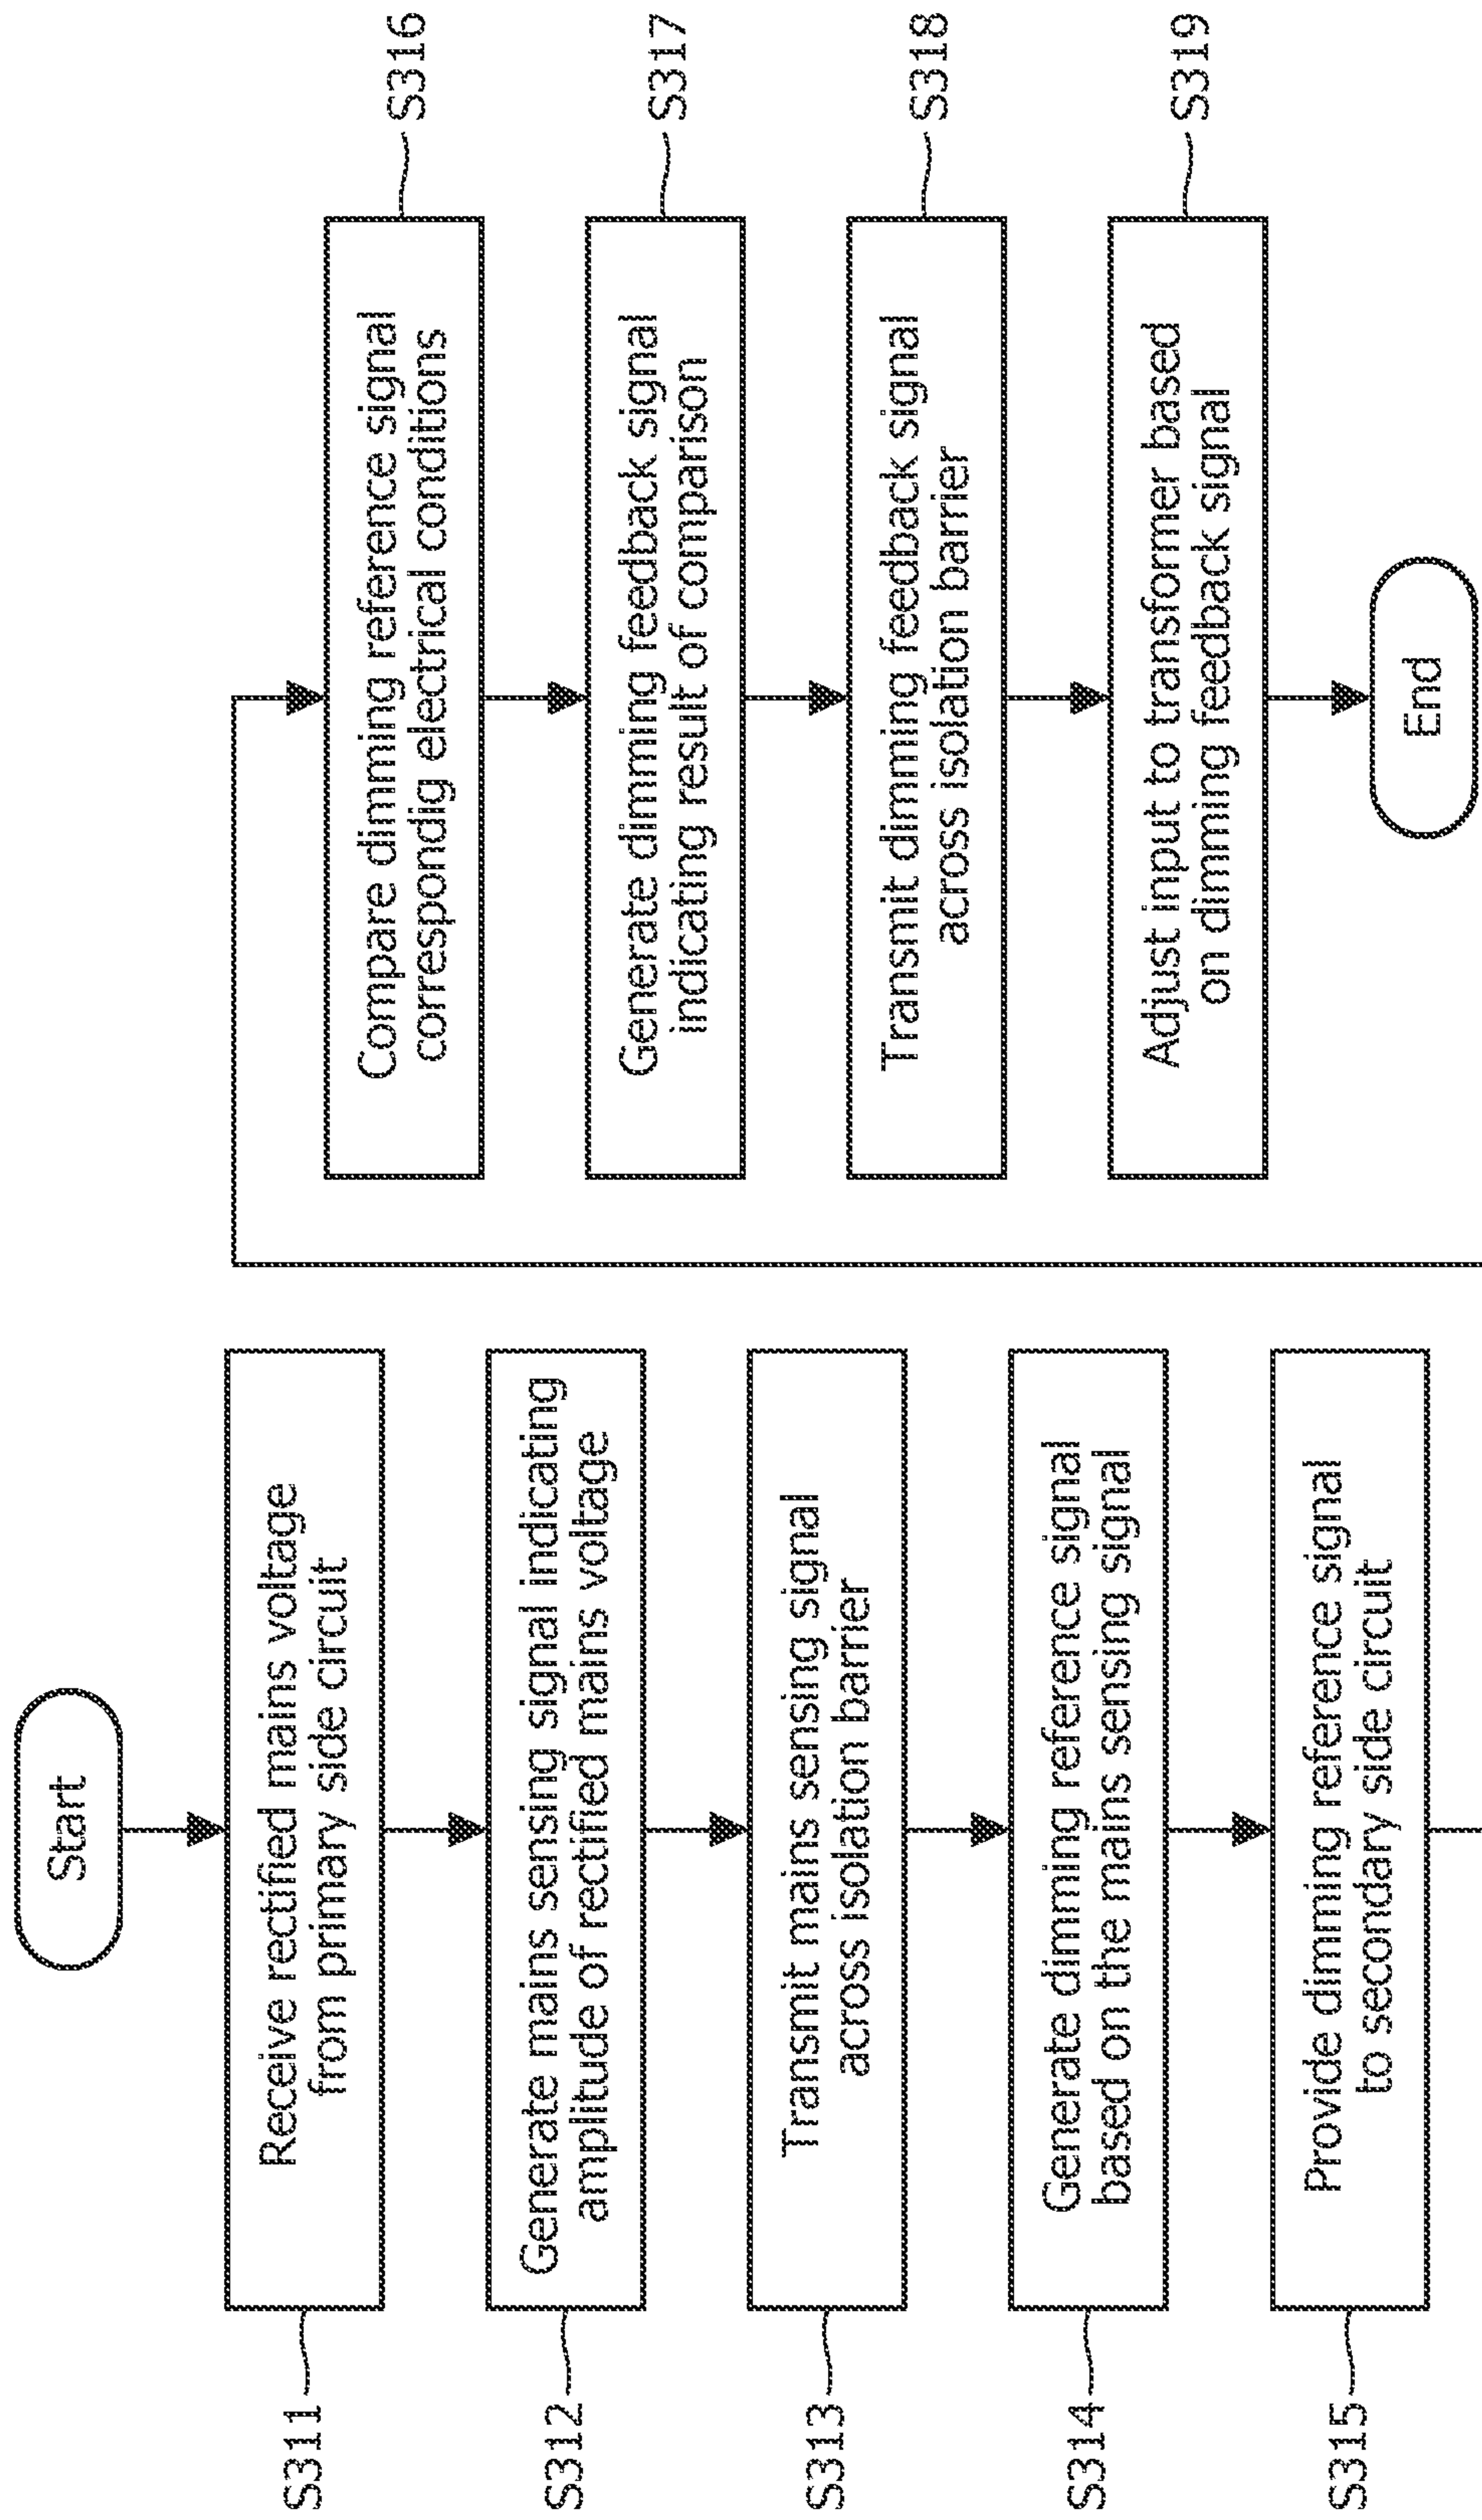 Start
S311
Receive rectified mains voltage
from primary side circuit
S312
Generate mains sensing signal indicating
amplitude of rectified mains voltage
S313
Transmit mains sensing signal
across isolation barrier
S314
Generate dimming reference signal
based on the mains sensing signal
S315
Provide dimming reference signal
to secondary side circuit
Compare dimming reference signal
correspondig electrical conditions
S316
Generate dimming feedback signal
indicating result of comparison
S317
Transmit dimming feedback signal
across isolation barrier
S318
Adjust input to transformer based
on dimming feedback signal
S319
End